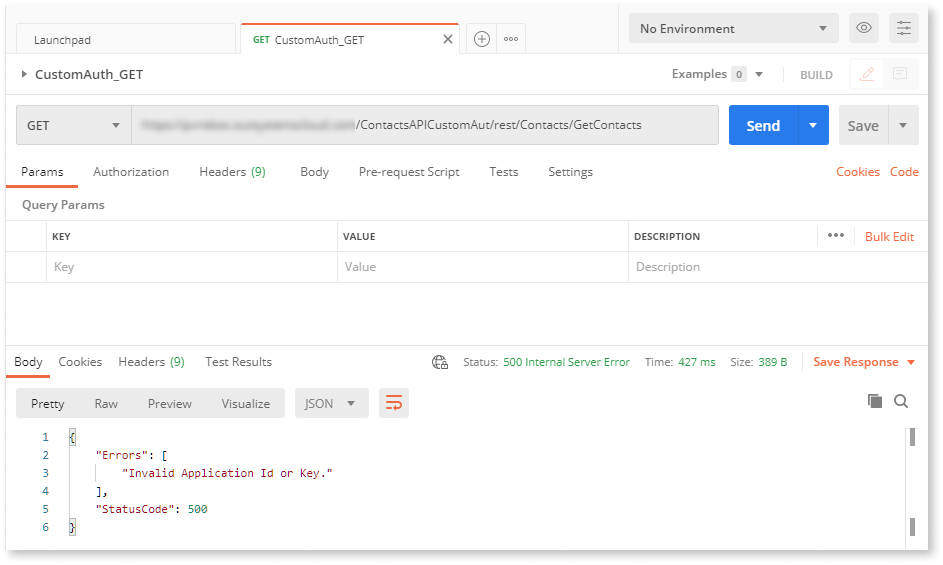 Launchpad
GET CustomAuth_GET
No Environment
CustomAuth_GET
Examples 0
BUILD
GET
/ContactsAPICustomAut/rest/Contacts/GetContacts
Send
Save
Params Authorization Headers (9) Body Pre-request Script Tests Settings
Cookies Code
Query Params
KEY VALUE DESCRIPTION
Bulk Edit
Key Value Description
Body Cookies Headers (9) Test Results
Status: 500 Internal Server Error Time: 427 ms Size: 389 B
Save Response
Pretty Raw Preview Visualize JSON
1 {
2 "Errors": [
3 "Invalid Application Id or Key."
4 ],
5 "StatusCode": 500
6 }